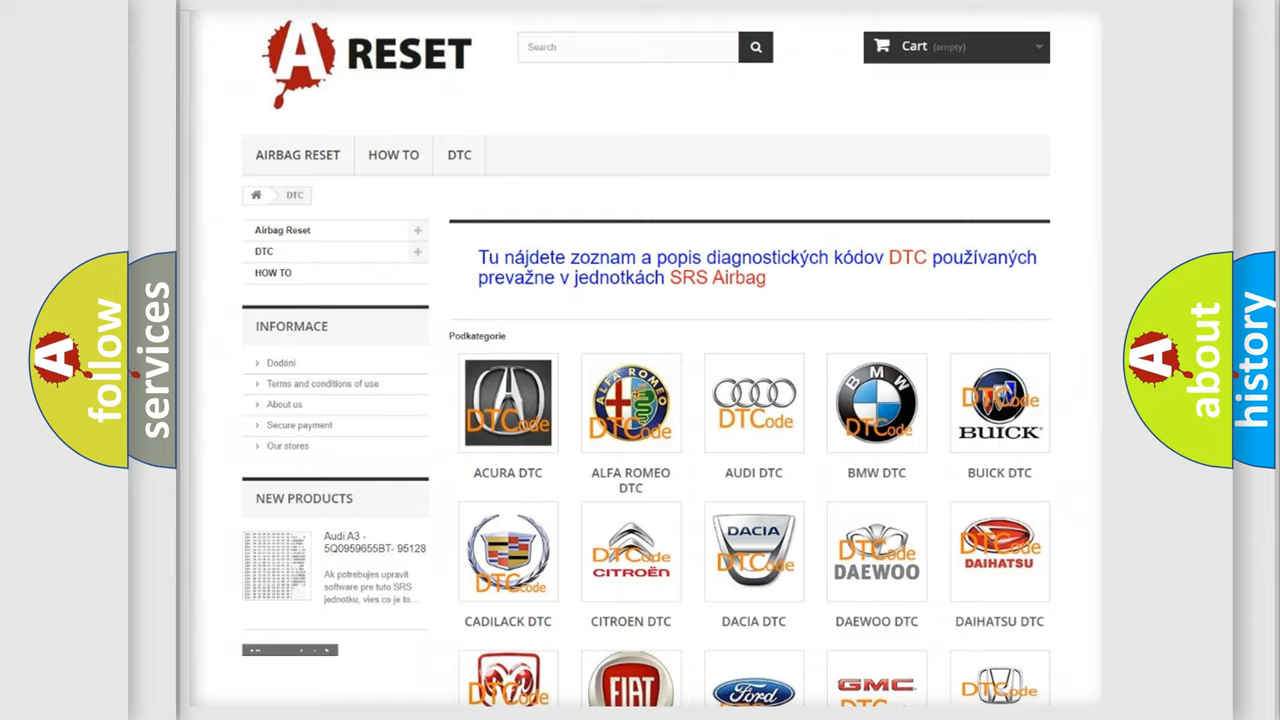 A RESET
Search
Cart (empty)
AIRBAG RESET
HOW TO
DTC
DTC
Airbag Reset
DTC
HOW TO
Tu nájdete zoznam a popis diagnostických kódov DTC používaných
prevažne v jednotkách SRS Airbag
INFORMACE
Dodání
Terms and conditions of use
About us
Secure payment
Our stores
Podkategorie
DTCode
ALFA ROMEO
DTCode
DTCode
BMW
DTCode
DTCode
BUICK
ACURA DTC
ALFA ROMEO
DTC
AUDI DTC
BMW DTC
BUICK DTC
NEW PRODUCTS
Audi A3 -
5Q0959655BT- 95128
Ak potrebujes upravit
software pre tuto SRS
jednotku, vies co je to...
DTCode
DTCode
CITROËN
DACIA
DTCode
DTCode
DAEWOO
DTCode
DAIHATSU
CADILACK DTC
CITROEN DTC
DACIA DTC
DAEWOO DTC
DAIHATSU DTC
DTCode
FIAT
Ford
GMC
DTCode
A
follow
services
A
about
history